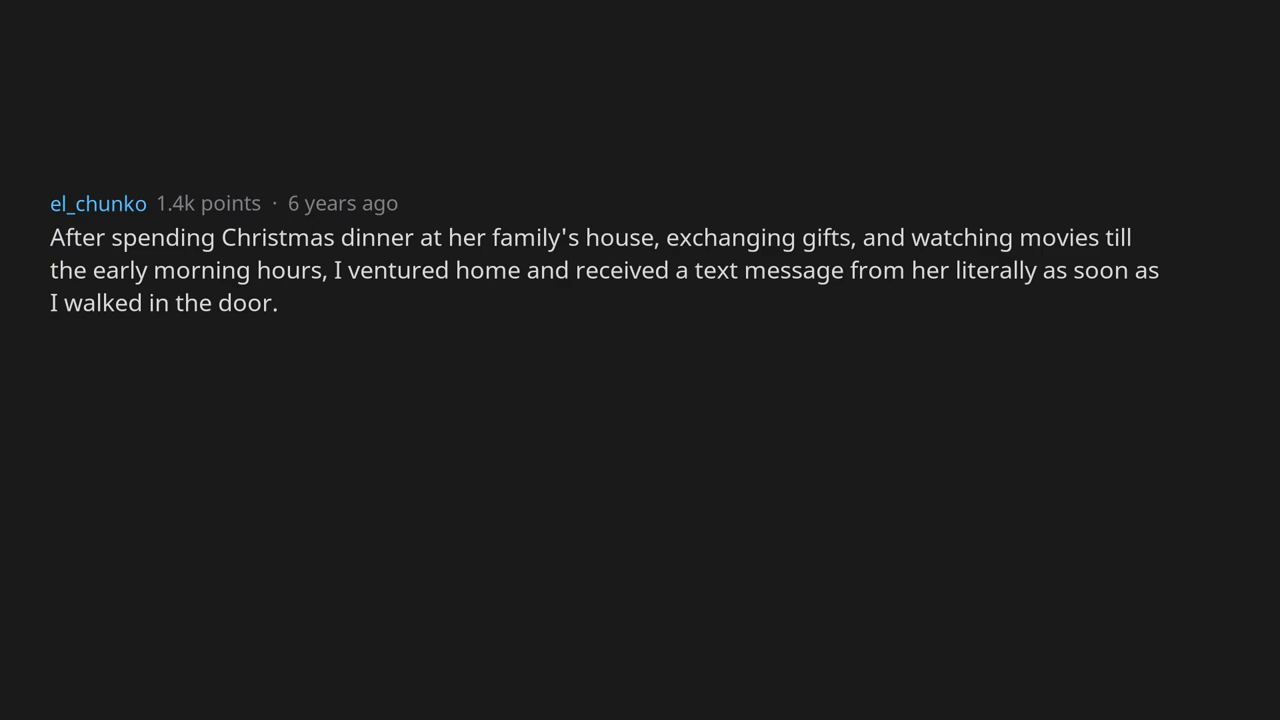 el_chunko 1.4k points · 6 years ago
After spending Christmas dinner at her family's house, exchanging gifts, and watching movies till
the early morning hours, I ventured home and received a text message from her literally as soon as
I walked in the door.